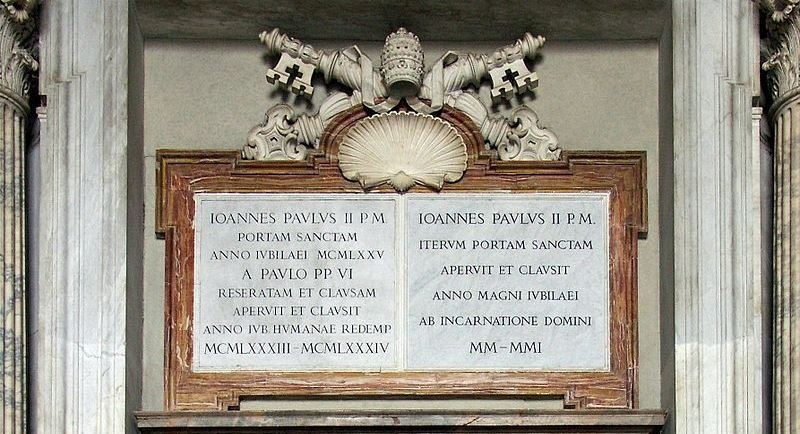 IOANNES PAVLVS II P.M.
PORTAM SANCTAM
ANNO IVBILAEI MCMLXXV
A PAVLO PP VI
RESERATAM ET CLAVSAM
APERVIT ET CLAVSIT
ANNO IVB. HVMANAE REDEMP
MCMLXXXIII–MCMLXXXIV
IOANNES PAVLVS II P.M.
ITERVM PORTAM SANCTAM
APERVIT ET CLAVSIT
ANNO MAGNI IVBILAEI
AB INCARNATIONE DOMINI
MM–MMI